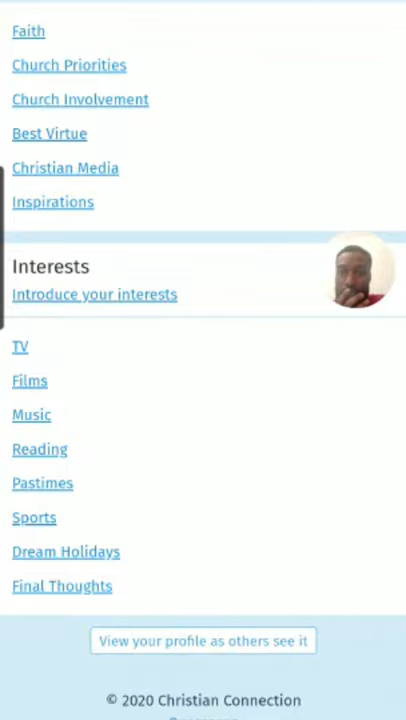 Faith
Church Priorities
Church Involvement
Best Virtue
Christian Media
Inspirations
Interests
Introduce your interests
TV
Films
Music
Reading
Pastimes
Sports
Dream Holidays
Final Thoughts
View your profile as others see it
© 2020 Christian Connection